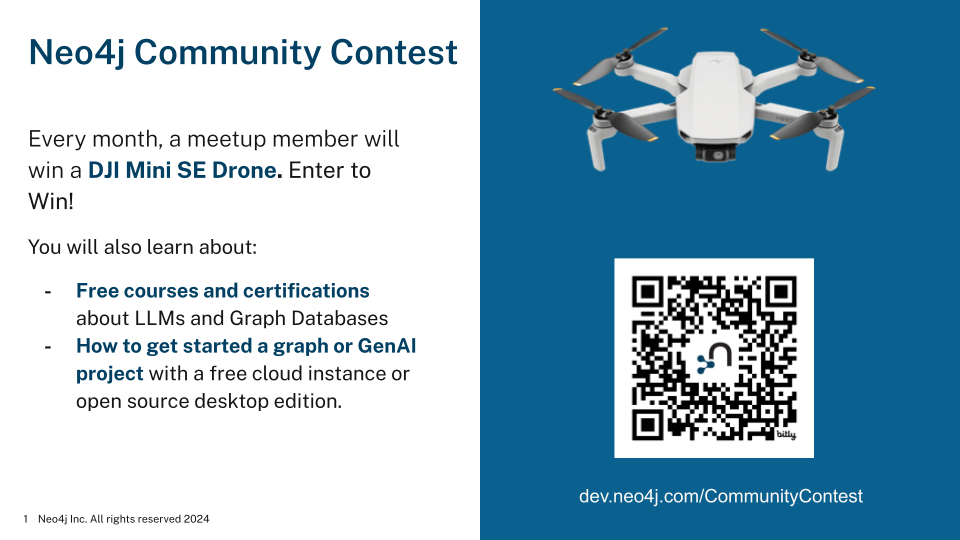 Neo4j Community Contest
Every month, a meetup member will
win a DJI Mini SE Drone. Enter to
Win!
You will also learn about:
- Free courses and certifications
about LLMs and Graph Databases
- How to get started a graph or GenAI
project with a free cloud instance or
open source desktop edition.
1 Neo4j Inc. All rights reserved 2024
bitly
dev.neo4j.com/CommunityContest